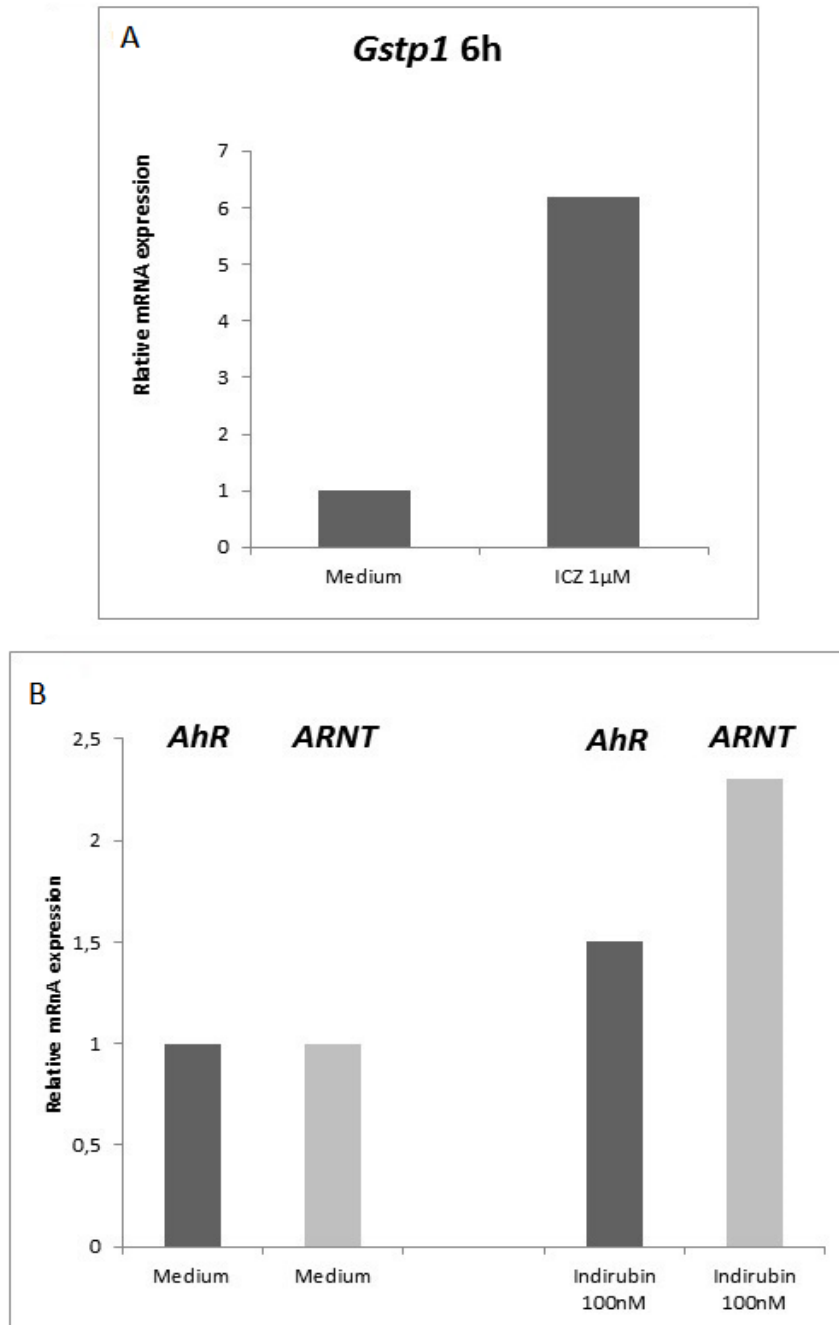 A
Gstp1 6h
Rlative mRNA expression
7
6
5
4
3
2
1
0
Medium
ICZ 1µM
B
AhR ARNT AhR ARNT
Relative mRnA expression
2,5
2
1,5
1
0,5
0
Medium Medium Indirubin Indirubin
100nM 100nM